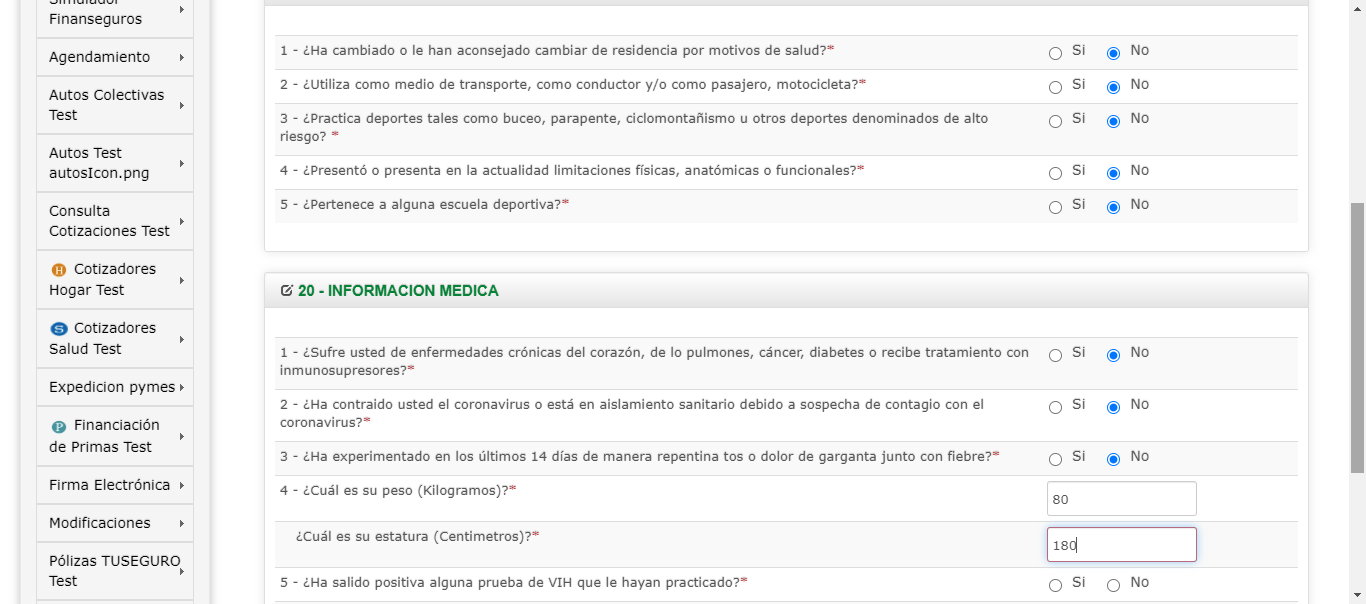 Simulador
Finanseguros
Agendamiento
Autos Colectivas
Test
Autos Test
autosIcon.png
Consulta
Cotizaciones Test
H Cotizadores
Hogar Test
S Cotizadores
Salud Test
Expedicion pymes
P Financiación
de Primas Test
Firma Electrónica
Modificaciones
Pólizas TUSEGURO
Test
1 - ¿Ha cambiado o le han aconsejado cambiar de residencia por motivos de salud?* Si No
2 - ¿Utiliza como medio de transporte, como conductor y/o como pasajero, motocicleta?* Si No
3 - ¿Practica deportes tales como buceo, parapente, ciclomontañismo u otros deportes denominados de alto Si No
riesgo? *
4 - ¿Presentó o presenta en la actualidad limitaciones físicas, anatómicas o funcionales?* Si No
5 - ¿Pertenece a alguna escuela deportiva?* Si No
20 - INFORMACION MEDICA
1 - ¿Sufre usted de enfermedades crónicas del corazón, de lo pulmones, cáncer, diabetes o recibe tratamiento con Si No
inmunosupresores?*
2 - ¿Ha contraido usted el coronavirus o está en aislamiento sanitario debido a sospecha de contagio con el Si No
coronavirus?*
3 - ¿Ha experimentado en los últimos 14 días de manera repentina tos o dolor de garganta junto con fiebre?* Si No
4 - ¿Cuál es su peso (Kilogramos)?* 80
¿Cuál es su estatura (Centimetros)?* 180
5 - ¿Ha salido positiva alguna prueba de VIH que le hayan practicado?* Si No